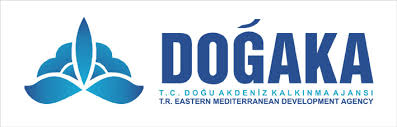 DOĞAKA
T.C. DOĞU AKDENİZ KALKINMA AJANSI
T.R. EASTERN MEDITERRANEAN DEVELOPMENT AGENCY